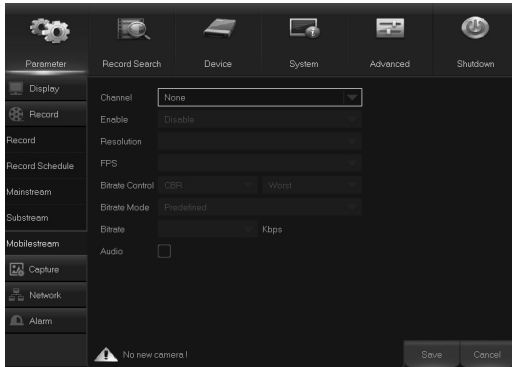 Parameter Record Search Device System Advanced Shutdown
Display
Record
Record
Record Schedule
Mainstream
Substream
Mobilestream
Capture
Network
Alarm
Channel None
Enable Disable
Resolution
FPS
Bitrate Control CBR Worst
Bitrate Mode Predefined
Bitrate Kbps
Audio
No new camera!
Save Cancel